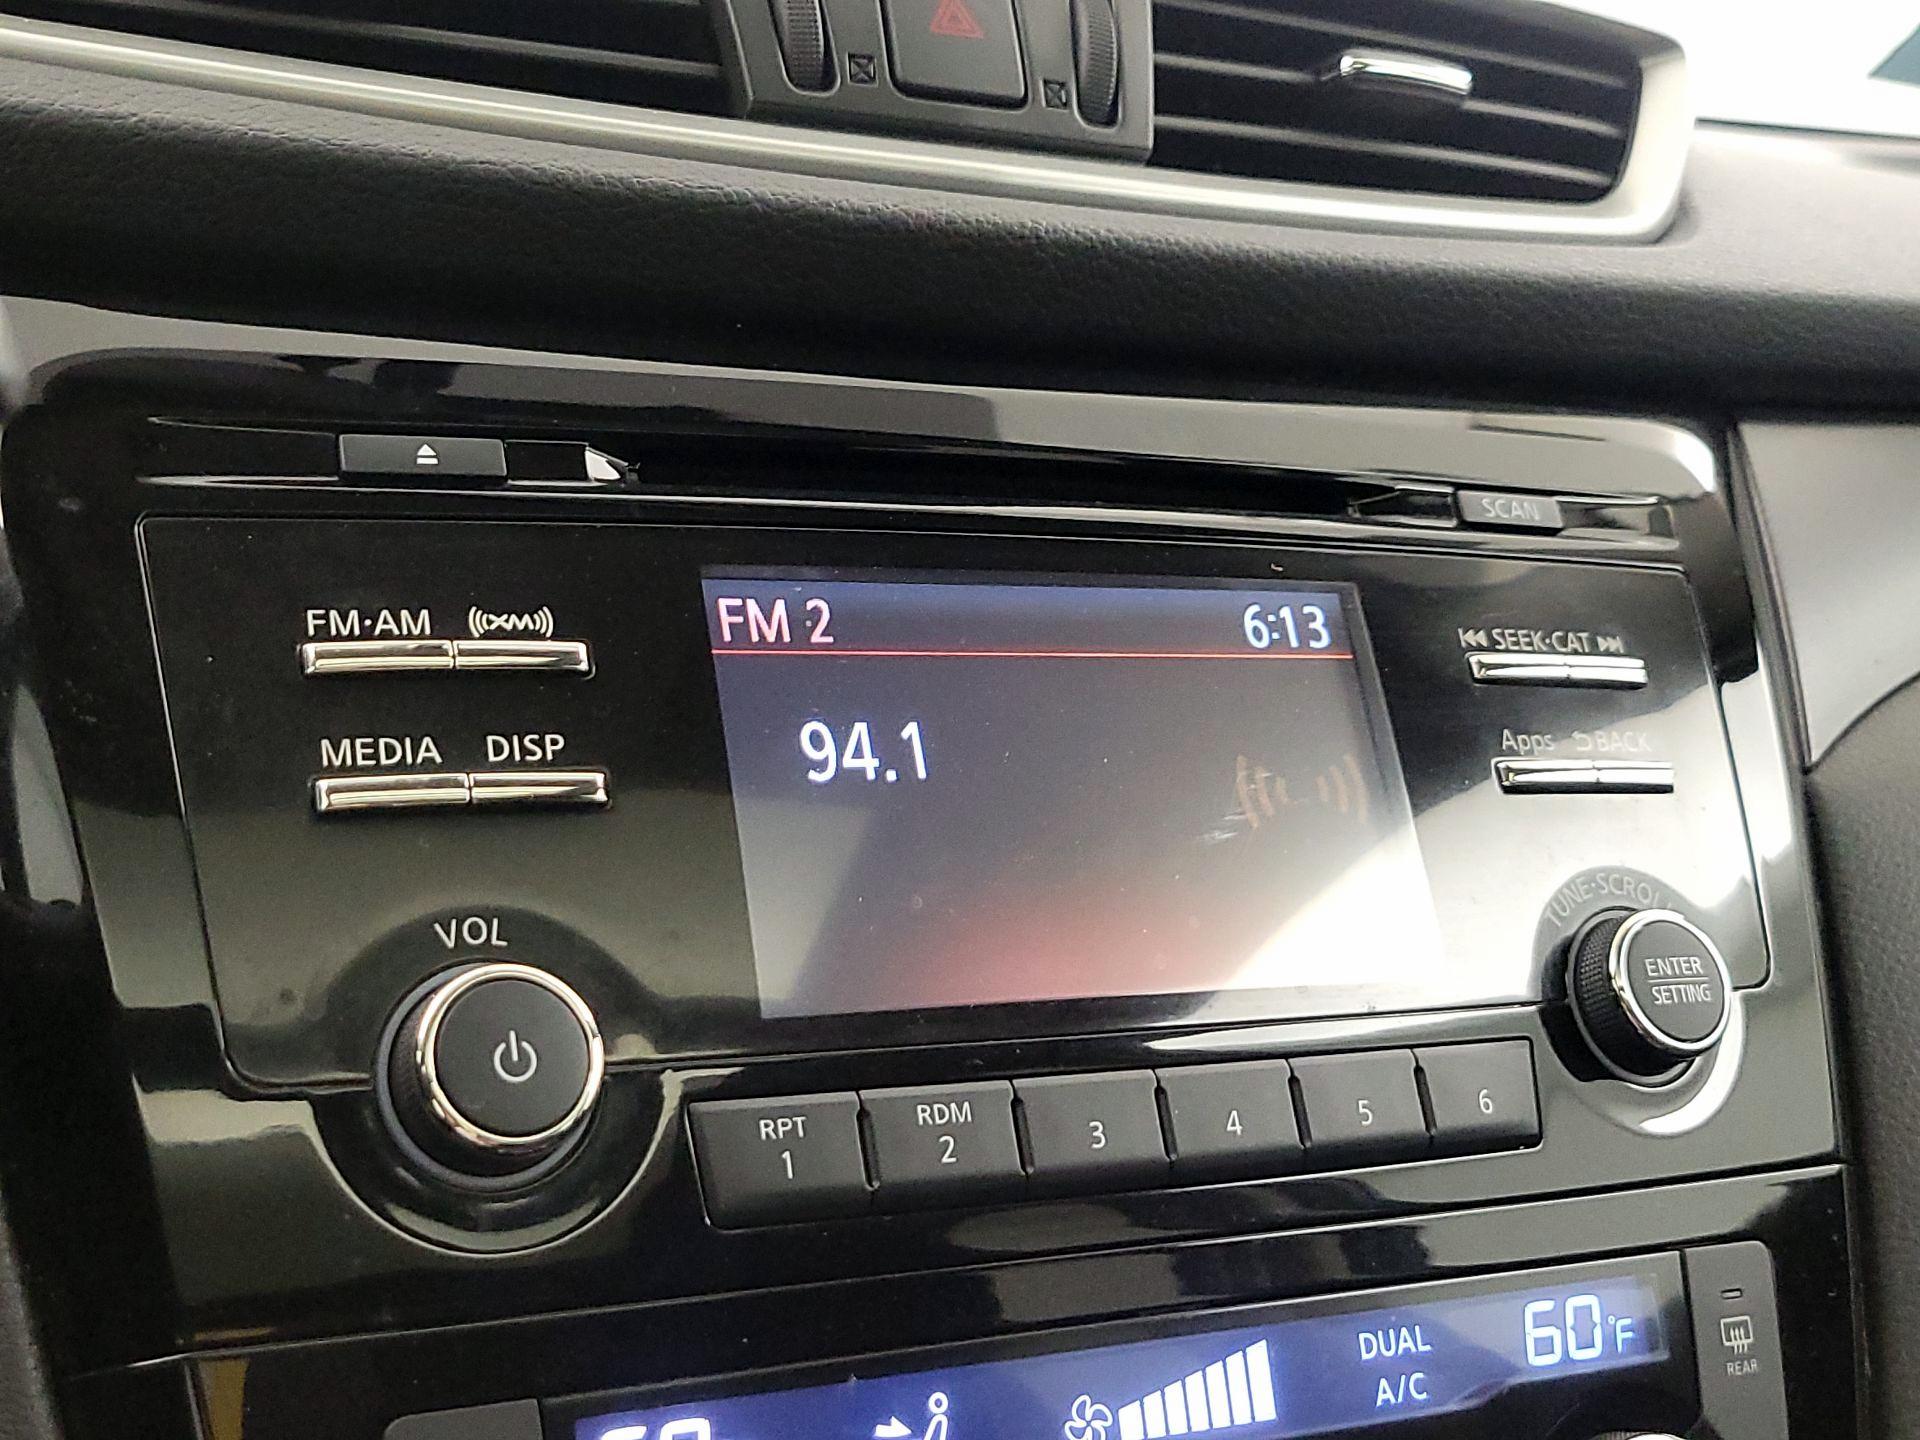 SCAN
FM·AM
((XM))
FM 2
6:13
SEEK·CAT
94.1
MEDIA
DISP
Apps
BACK
VOL
TUNE·SCROLL
ENTER
SETTING
RPT
1
RDM
2
3
4
5
6
DUAL
A/C
60°F
REAR